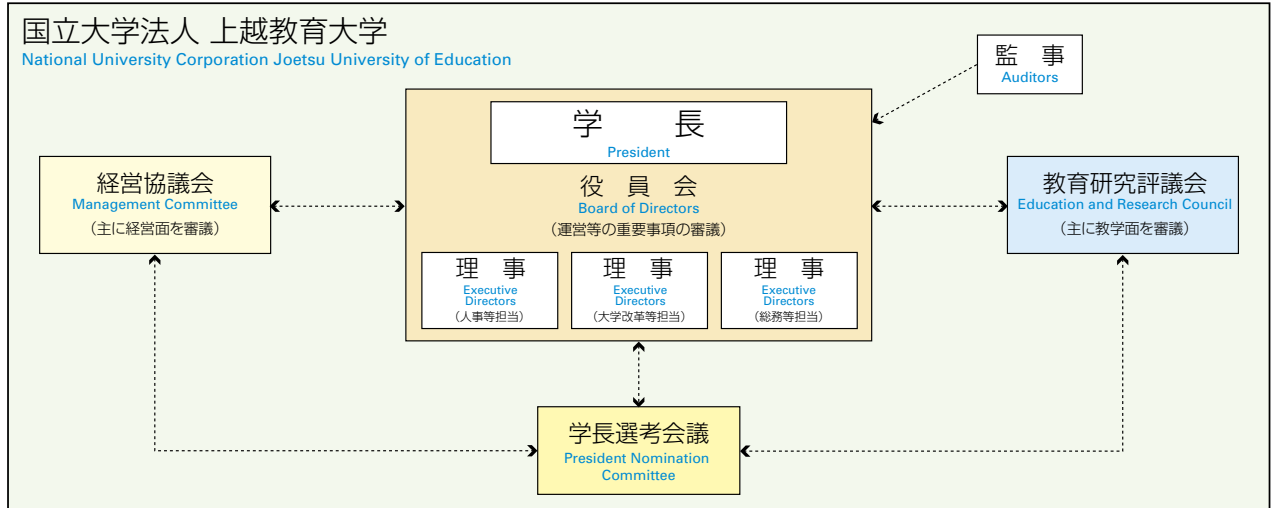 国立大学法人 上越教育大学
National University Corporation Joetsu University of Education
監 事
Auditors
学 長
President
役 員 会
Board of Directors
(運営等の重要事項の審議)
経営協議会
Management Committee
(主に経営面を審議)
教育研究評議会
Education and Research Council
(主に教学面を審議)
理 事
Executive
Directors
(人事等担当)
理 事
Executive
Directors
(大学改革等担当)
理 事
Executive
Directors
(総務等担当)
学長選考会議
President Nomination
Committee